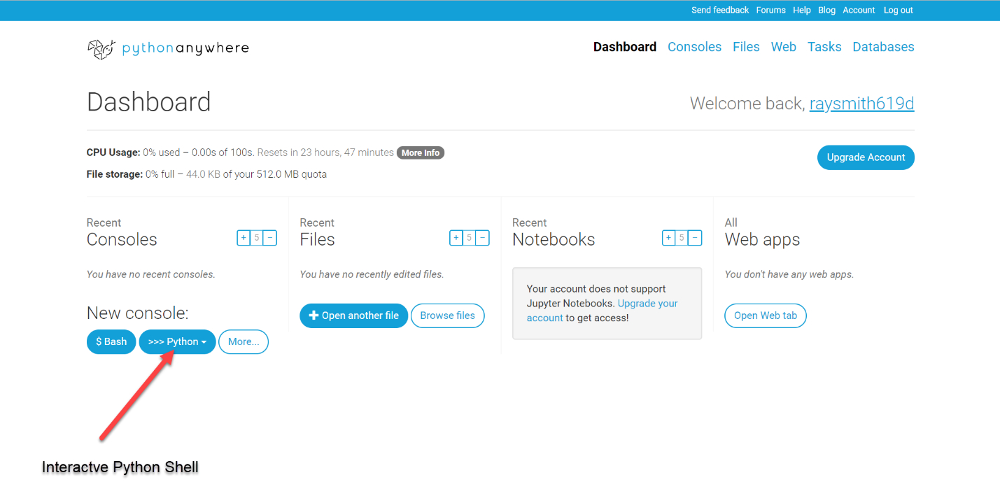 Send feedback Forums Help Blog Account Log out
pythonanywhere
Dashboard Consoles Files Web Tasks Databases
Dashboard
Welcome back, raysmith619d
CPU Usage: 0% used – 0.00s of 100s. Resets in 23 hours, 47 minutes More Info
File storage: 0% full – 44.0 KB of your 512.0 MB quota
Upgrade Account
Recent
Consoles
+ 5 −
You have no recent consoles.
New console:
$ Bash
>>> Python
More...
Recent
Files
+ 5 −
You have no recently edited files.
Open another file
Browse files
Recent
Notebooks
+ 5 −
Your account does not support
Jupyter Notebooks. Upgrade your
account to get access!
All
Web apps
You don't have any web apps.
Open Web tab
Interactve Python Shell